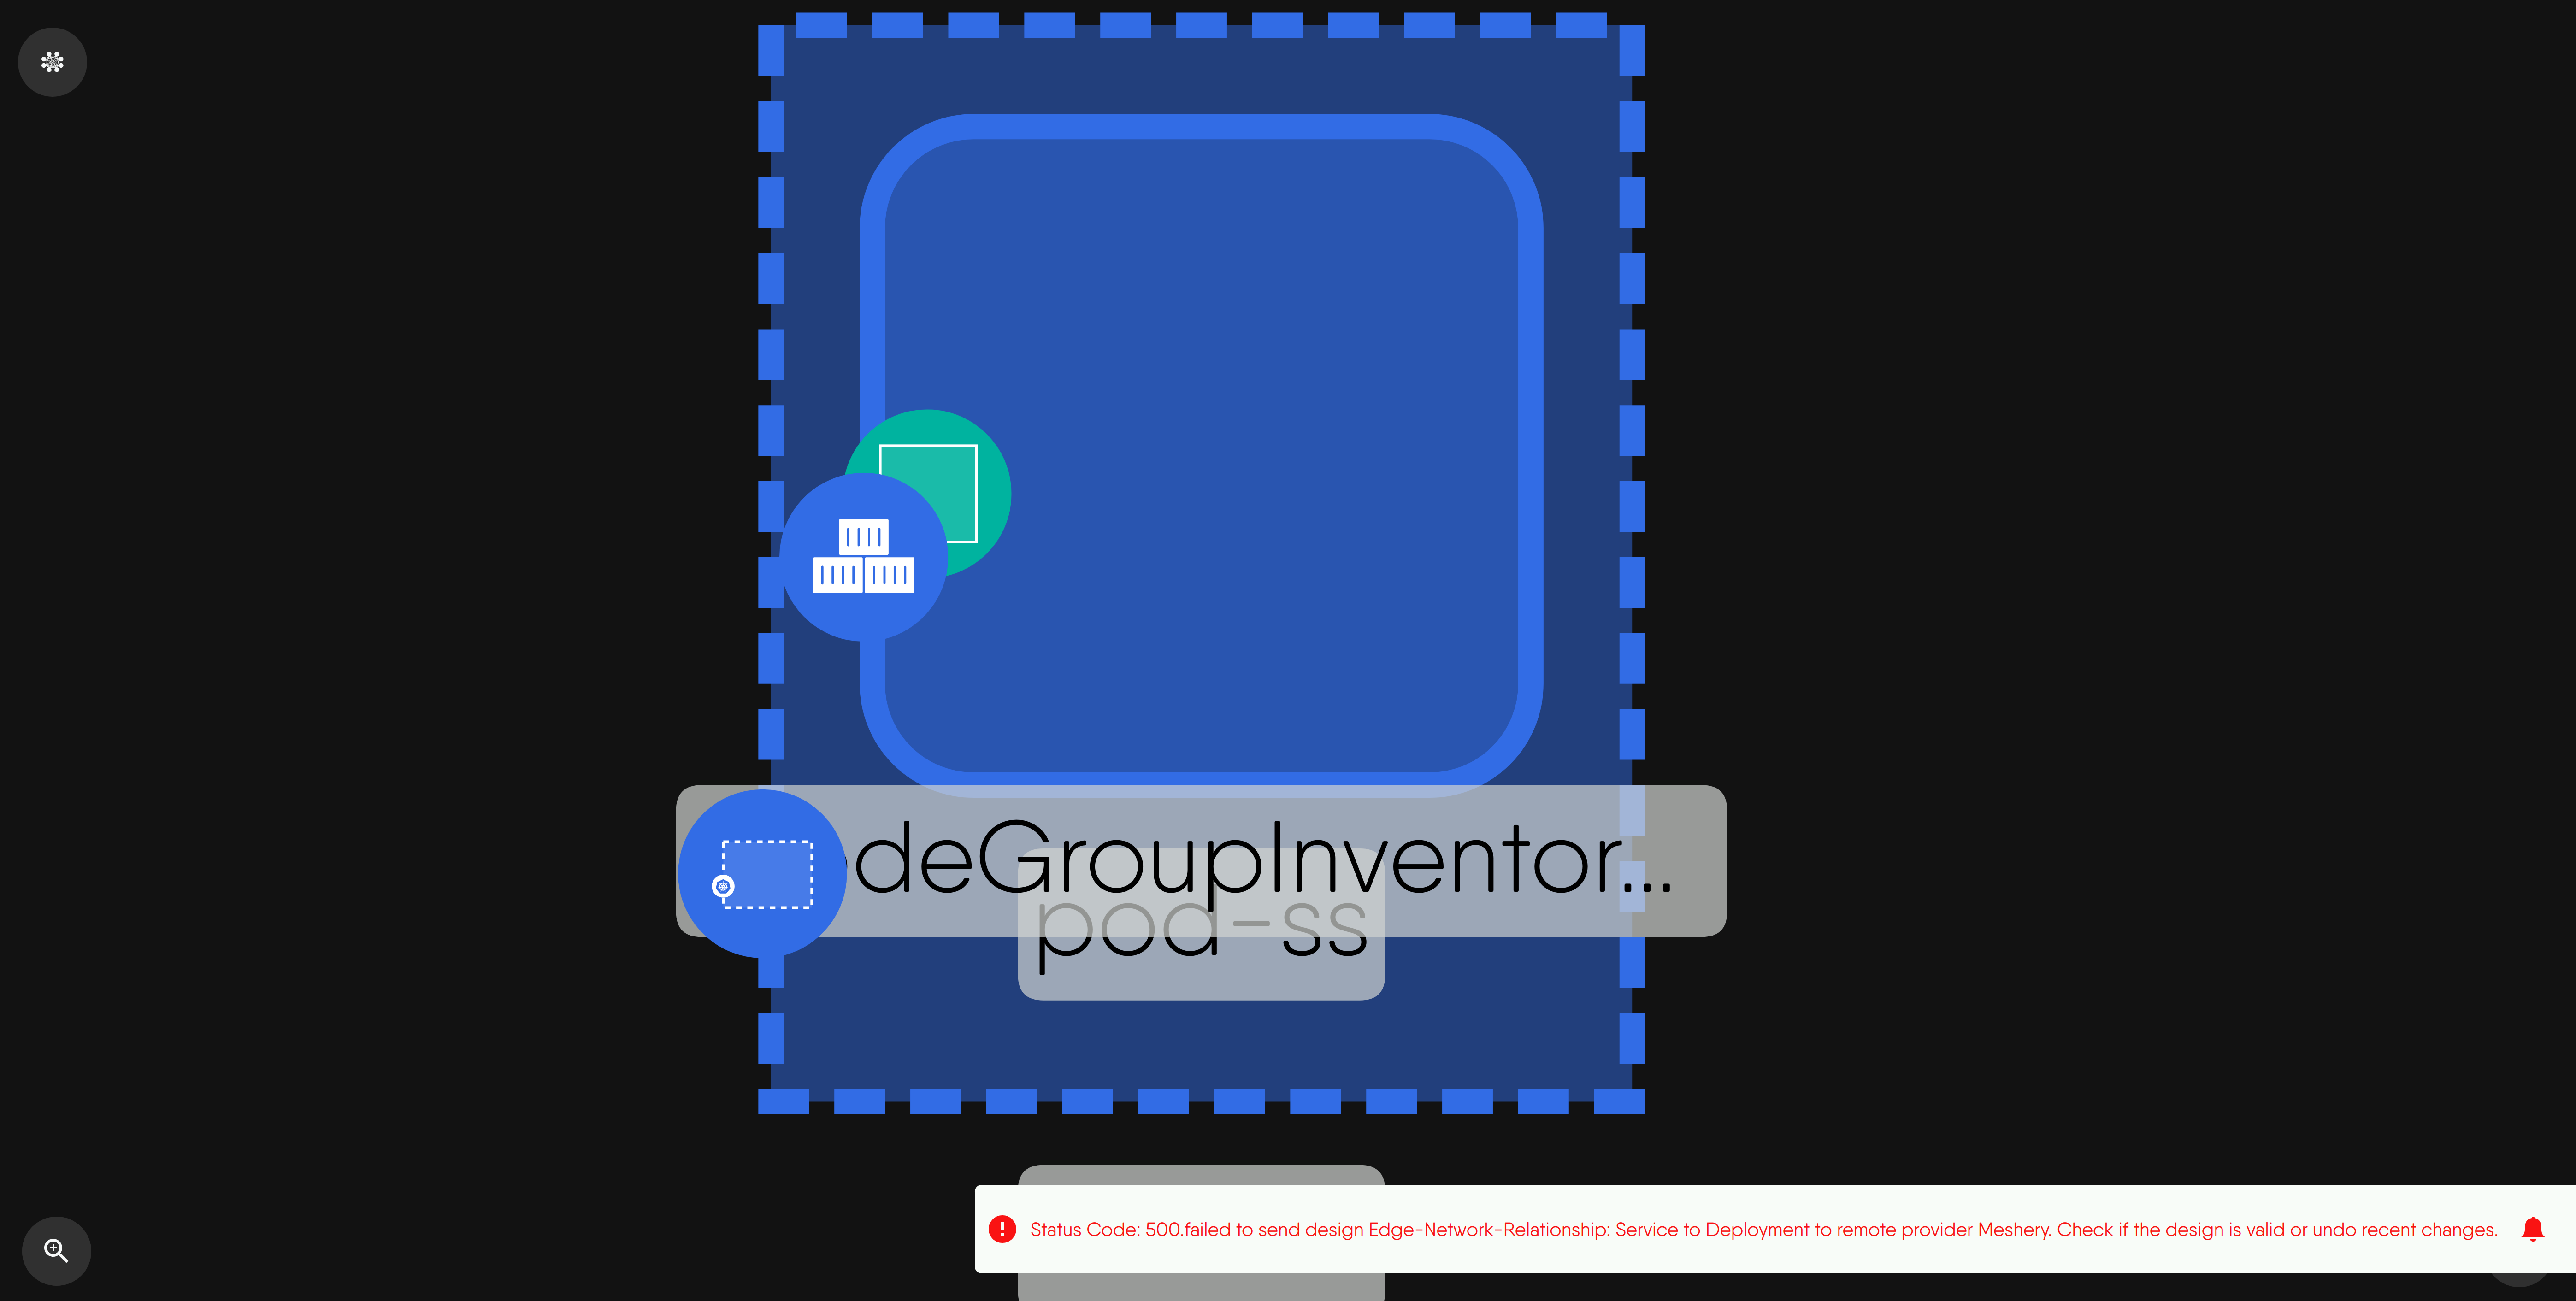 deGroupInventor...
pod-ss
Status Code: 500.failed to send design Edge-Network-Relationship: Service to Deployment to remote provider Meshery. Check if the design is valid or undo recent changes.